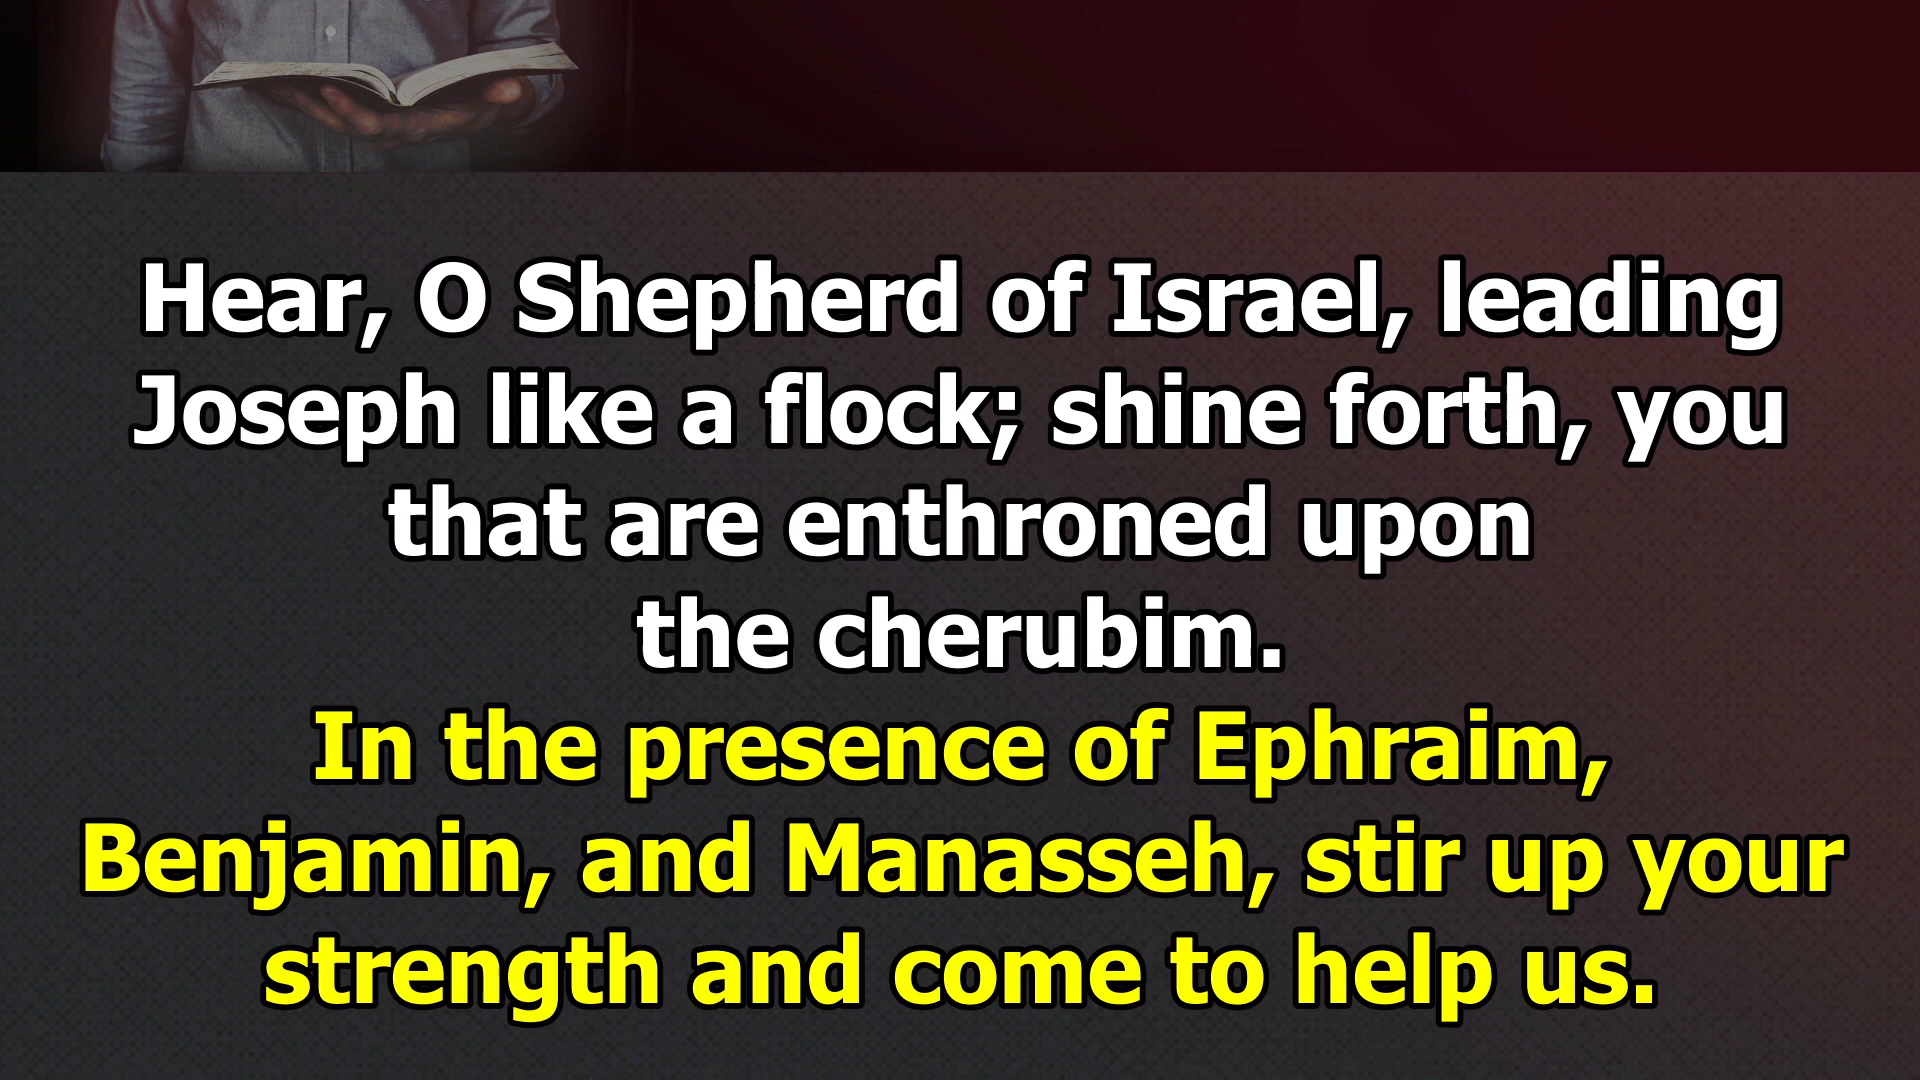 Hear, O Shepherd of Israel, leading
Joseph like a flock; shine forth, you
that are enthroned upon
the cherubim.
In the presence of Ephraim,
Benjamin, and Manasseh, stir up your
strength and come to help us.